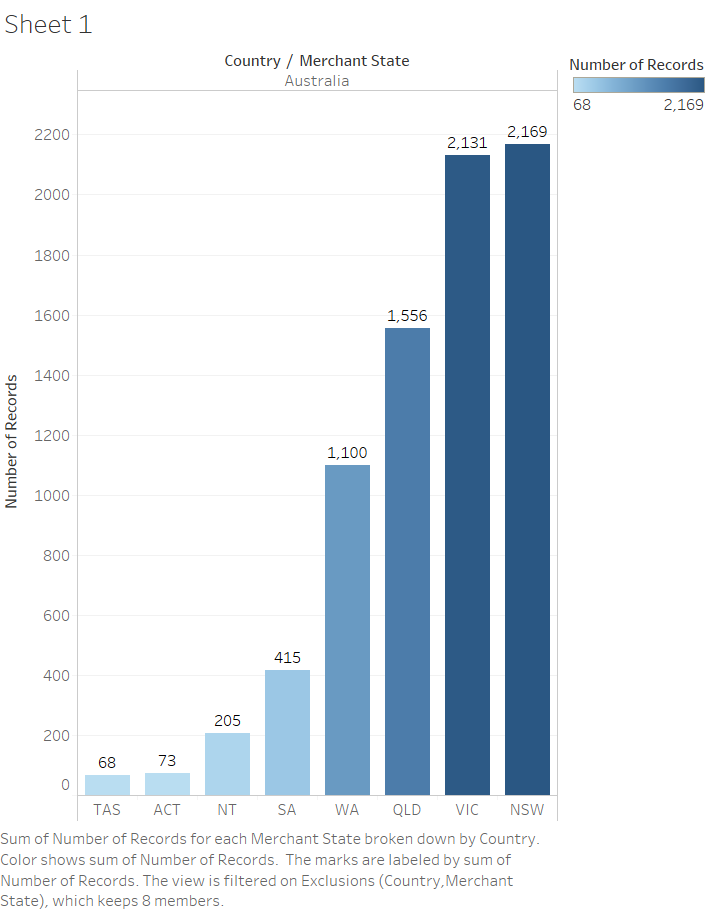 Sheet 1
Country / Merchant State
Australia
Number of Records
68 2,169
Number of Records
2200
2000
1800
1600
1400
1200
1000
800
600
400
200
0
68
73
205
415
1,100
1,556
2,131
2,169
TAS ACT NT SA WA QLD VIC NSW
Sum of Number of Records for each Merchant State broken down by Country.
Color shows sum of Number of Records.  The marks are labeled by sum of
Number of Records. The view is filtered on Exclusions (Country,Merchant
State), which keeps 8 members.